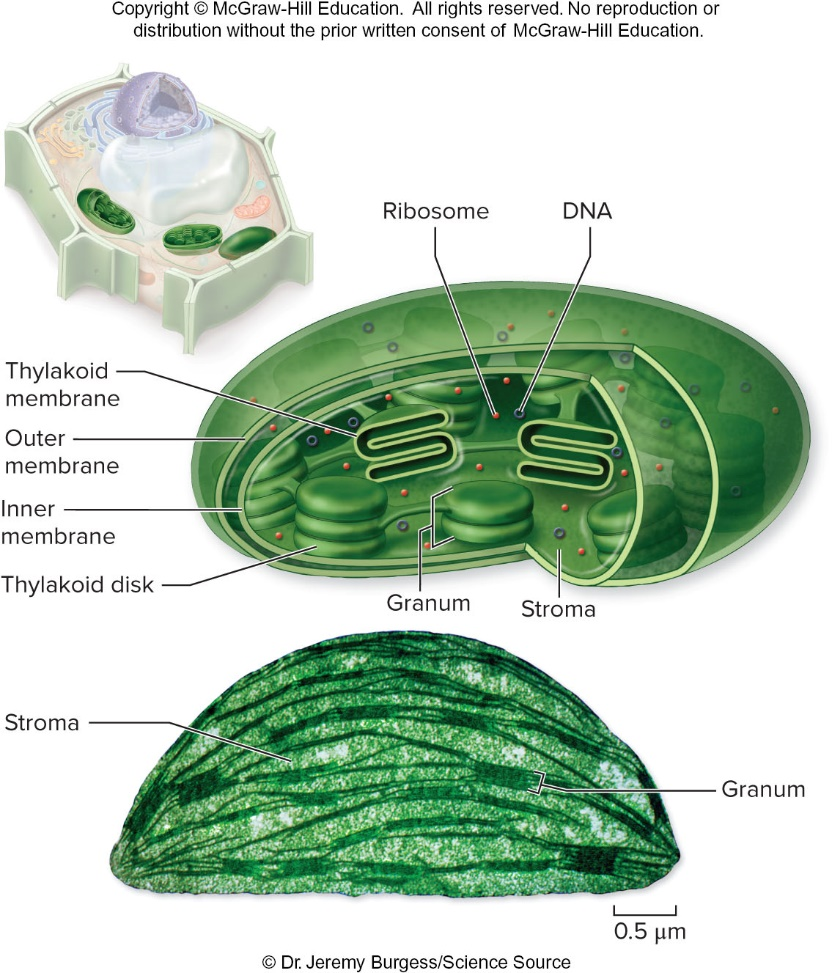 Copyright © McGraw-Hill Education. All rights reserved. No reproduction or
distribution without the prior written consent of McGraw-Hill Education.
Ribosome
DNA
Thylakoid
membrane
Outer
membrane
Inner
membrane
Thylakoid disk
Granum
Stroma
Stroma
Granum
0.5 µm
© Dr. Jeremy Burgess/Science Source